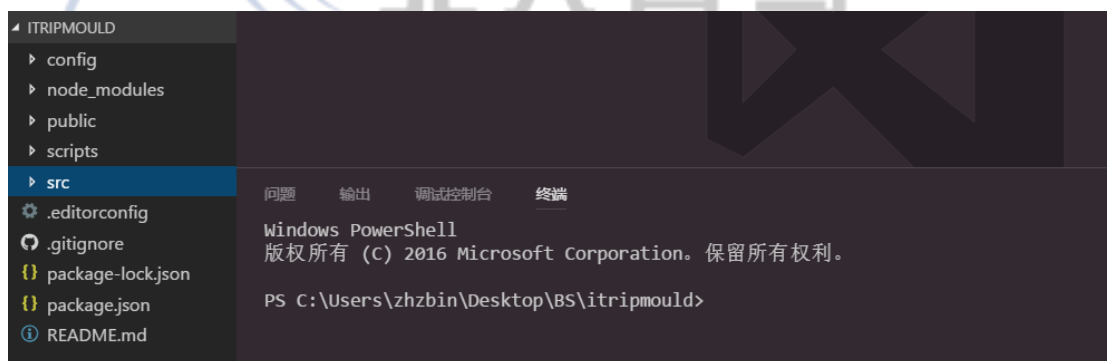 ITRIPMOULD
config
node_modules
public
scripts
src
.editorconfig
.gitignore
package-lock.json
package.json
README.md
问题 输出 调试控制台 终端
Windows PowerShell
版权所有 (C) 2016 Microsoft Corporation。保留所有权利。
PS C:\Users\zhzbin\Desktop\BS\itripmould>